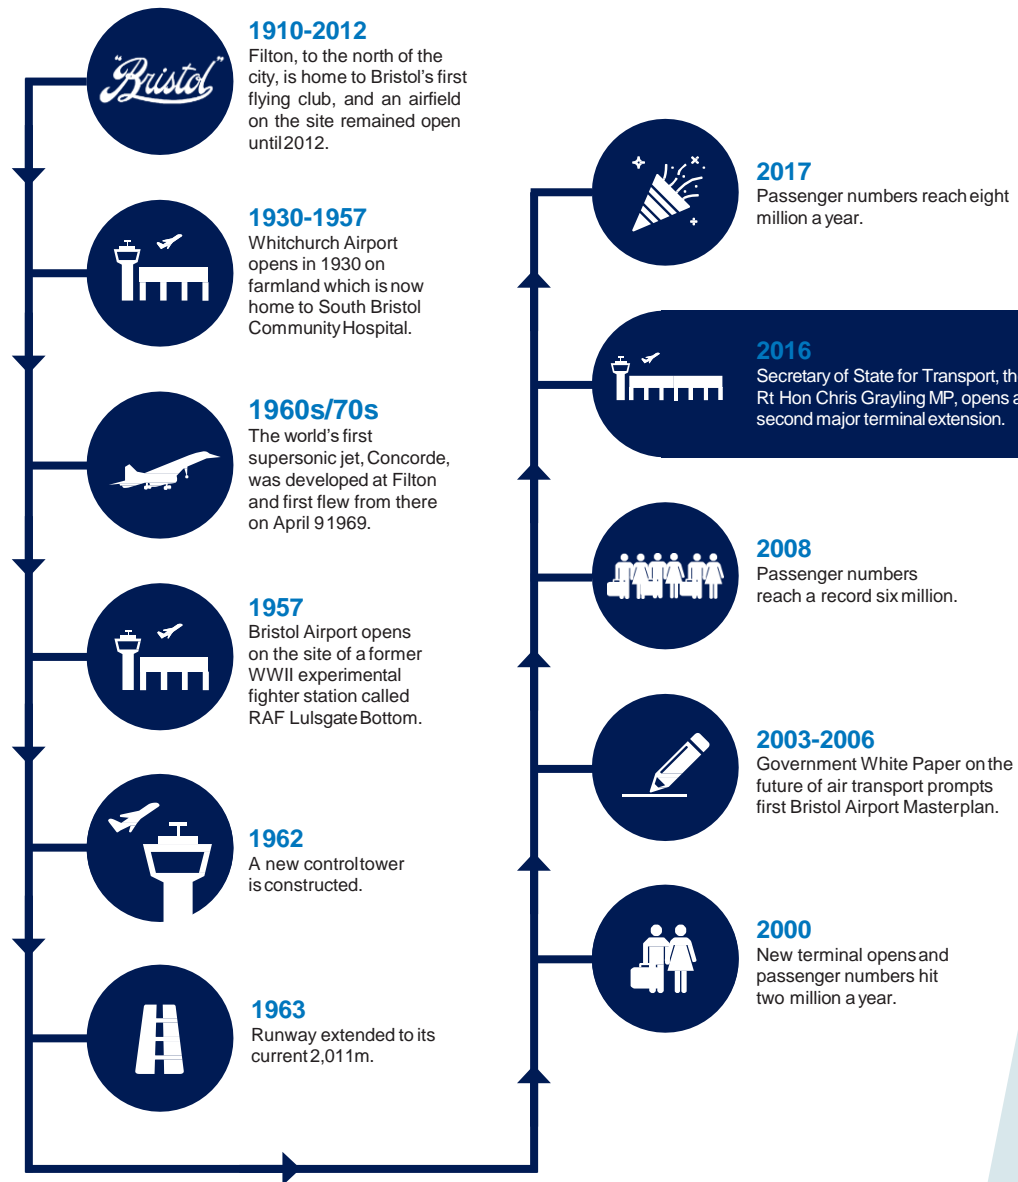 "Bristol"
1910-2012
Filton, to the north of the
city, is home to Bristol's first
flying club, and an airfield
on the site remained open
until 2012.
1930-1957
Whitchurch Airport
opens in 1930 on
farmland which is now
home to South Bristol
Community Hospital.
1960s/70s
The world's first
supersonic jet, Concorde,
was developed at Filton
and first flew from there
on April 9 1969.
1957
Bristol Airport opens
on the site of a former
WWII experimental
fighter station called
RAF Lulsgate Bottom.
1962
A new control tower
is constructed.
1963
Runway extended to its
current 2,011m.
2000
New terminal opens and
passenger numbers hit
two million a year.
2003-2006
Government White Paper on the
future of air transport prompts
first Bristol Airport Masterplan.
2008
Passenger numbers
reach a record six million.
2016
Secretary of State for Transport, th
Rt Hon Chris Grayling MP, opens a
second major terminal extension.
2017
Passenger numbers reach eight
million a year.